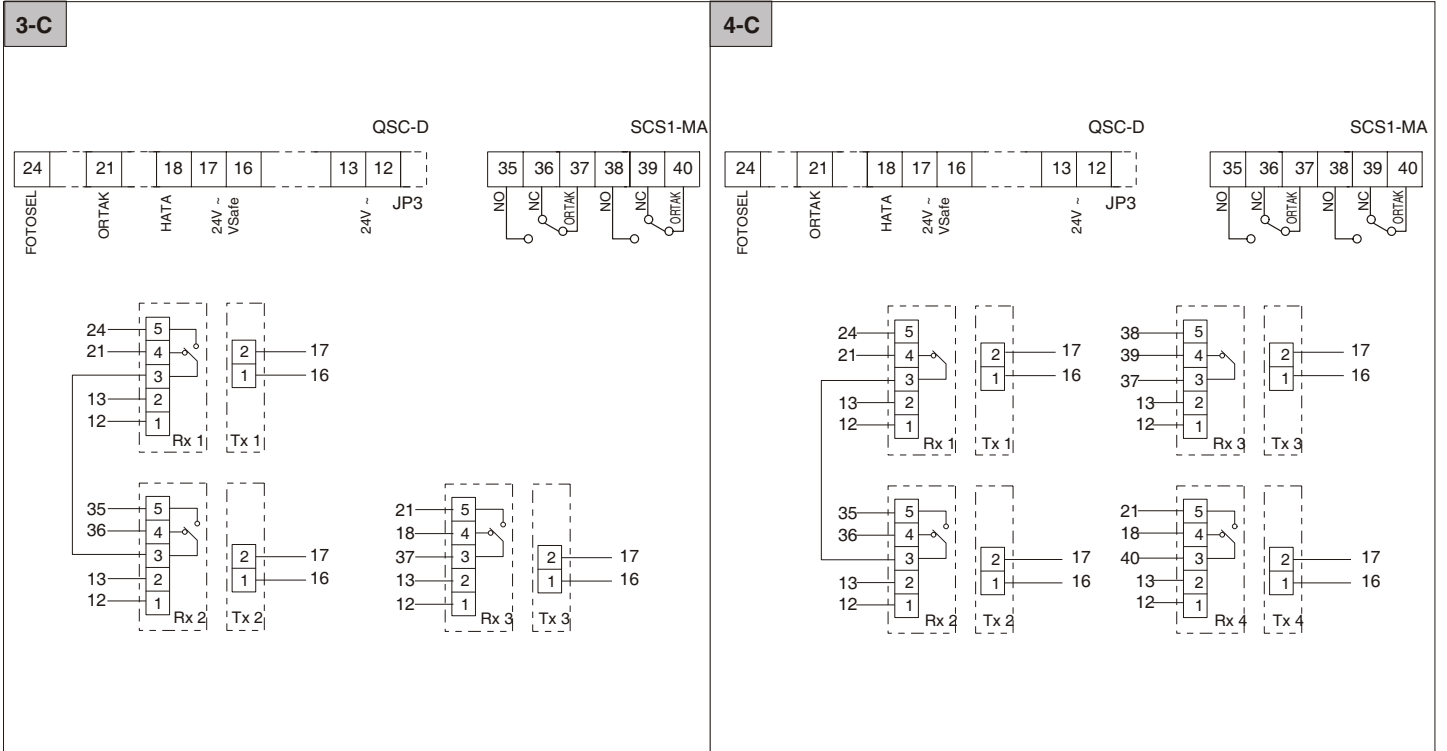 3-C
QSC-D
SCS1-MA
24 21 18 17 16 13 12
35 36 37 38 39 40
FOTOSEL
ORTAK
HATA
24V ~
VSafe
24V ~
JP3
NO
NC
ORTAK
NO
NC
ORTAK
24 5
21 4 2 17
3 1 16
13 2
12 1
Rx 1 Tx 1
35 5
36 4
3 2 17
13 2 1 16
12 1
Rx 2 Tx 2
21 5
18 4
37 3 2 17
13 2 1 16
12 1
Rx 3 Tx 3
4-C
QSC-D
SCS1-MA
24 21 18 17 16 13 12
35 36 37 38 39 40
FOTOSEL
ORTAK
HATA
24V ~
VSafe
24V ~
JP3
NO
NC
ORTAK
NO
NC
ORTAK
24 5
21 4 2 17
3 1 16
13 2
12 1
Rx 1 Tx 1
38 5
39 4 2 17
37 3 1 16
13 2
12 1
Rx 3 Tx 3
35 5
36 4
3 2 17
13 2 1 16
12 1
Rx 2 Tx 2
21 5
18 4
40 3 2 17
13 2 1 16
12 1
Rx 4 Tx 4